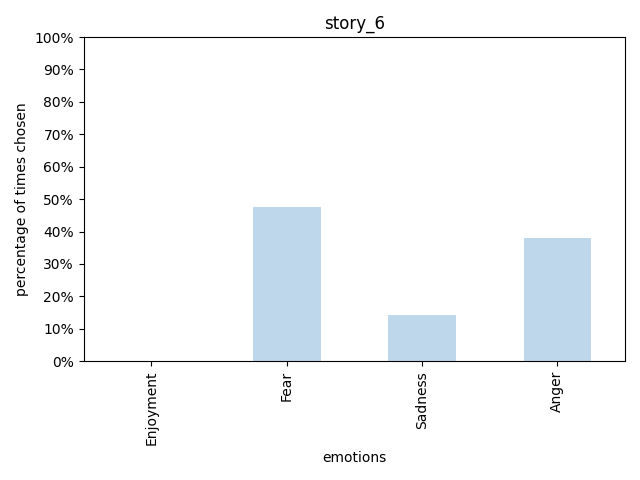 story_6
100%
90%
80%
70%
60%
50%
40%
30%
20%
10%
0%
percentage of times chosen
Enjoyment
Fear
Sadness
Anger
emotions